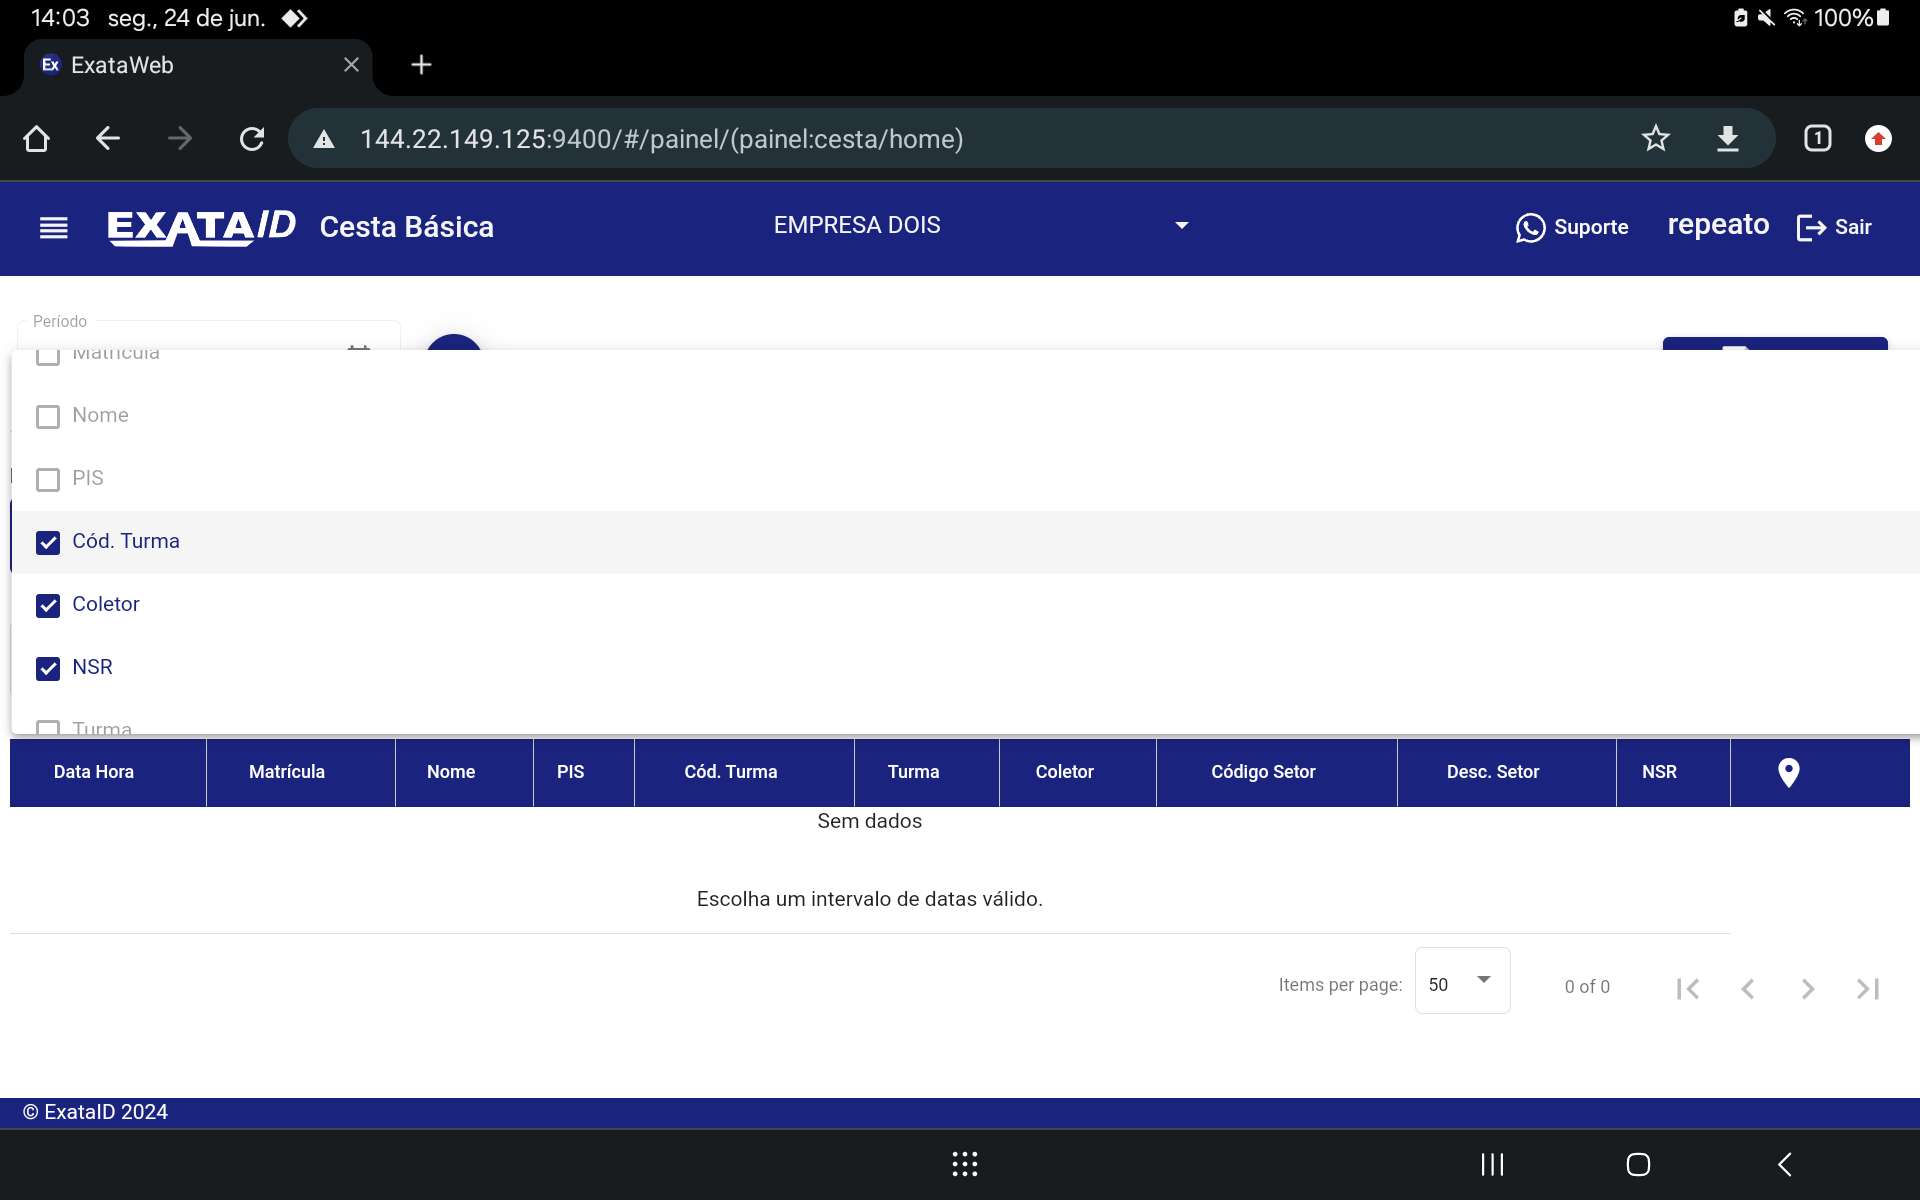 14:03 seg., 24 de jun. 100%
Ex ExataWeb
144.22.149.125:9400/#/painel/(painel:cesta/home) 1
EXATAID Cesta Básica EMPRESA DOIS Suporte repeato Sair
Período
Matrícula
Nome
PIS
Cód. Turma
Coletor
NSR
Turma
Data Hora Matrícula Nome PIS Cód. Turma Turma Coletor Código Setor Desc. Setor NSR
Sem dados
Escolha um intervalo de datas válido.
Items per page: 50 0 of 0
© ExataID 2024